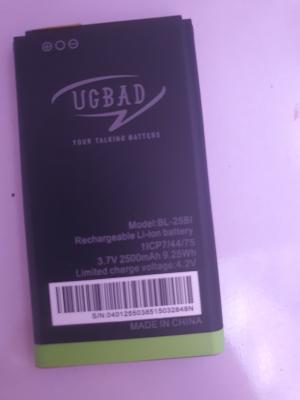 UGBAD
YOUR TALKING BATTERY
Model:BL-25BI
Rechargeable Li-Ion battery
1ICP7/44/75
3.7V 2500mAh 9.25Wh
Limited charge voltage:4.2V
S/N:0401255038515032848N
MADE IN CHINA